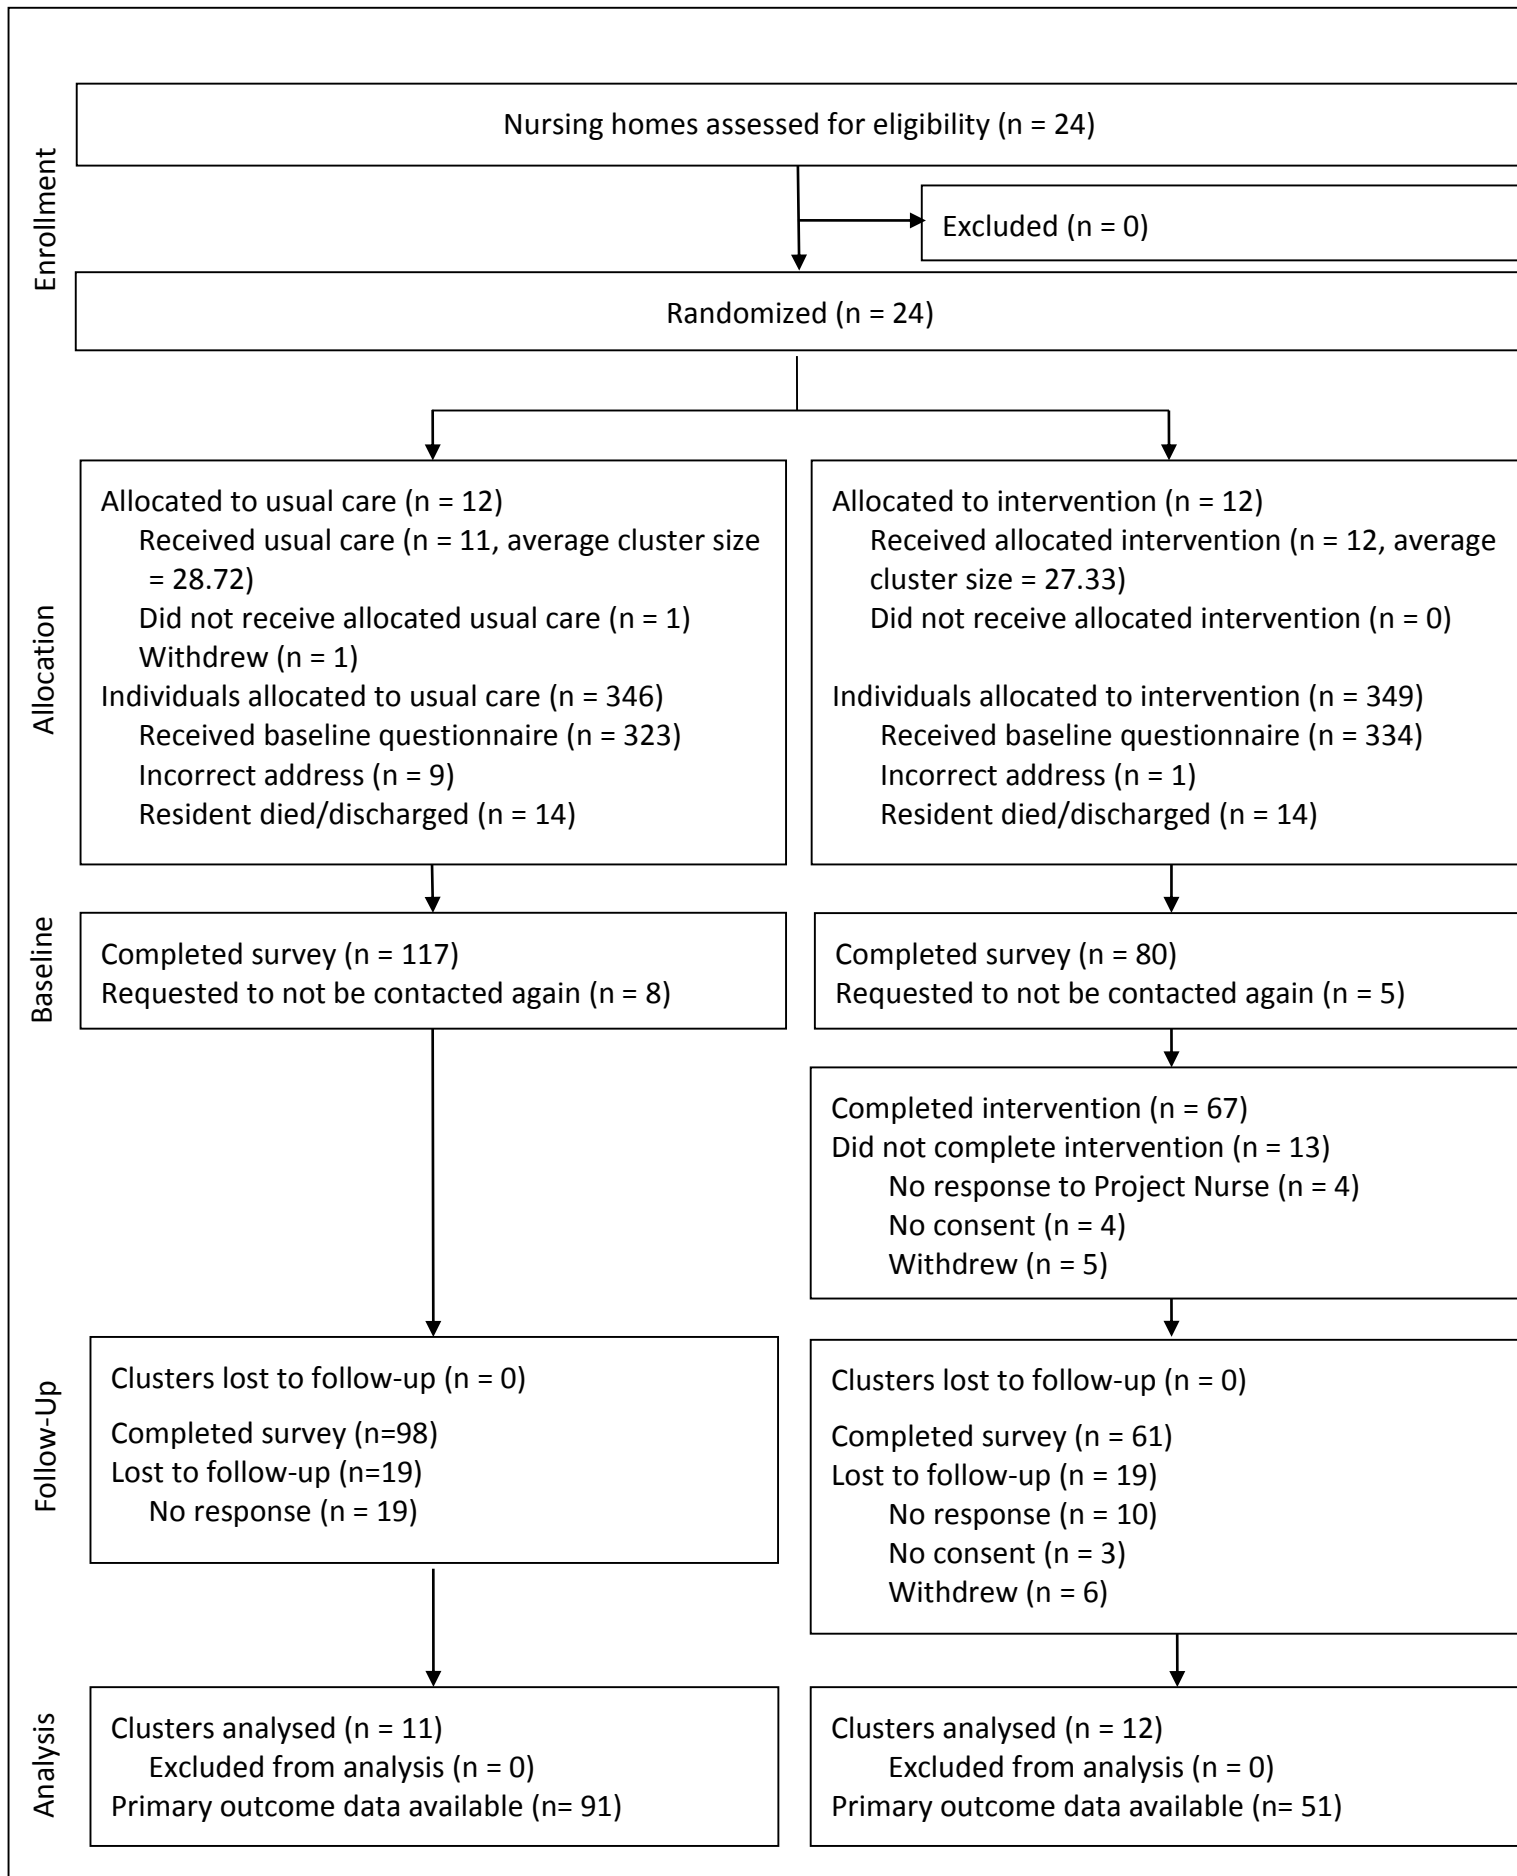 Enrollment
Nursing homes assessed for eligibility (n = 24)
Excluded (n = 0)
Randomized (n = 24)
Allocation
Allocated to usual care (n = 12)
Received usual care (n = 11, average cluster size
= 28.72)
Did not receive allocated usual care (n = 1)
Withdrew (n = 1)
Individuals allocated to usual care (n = 346)
Received baseline questionnaire (n = 323)
Incorrect address (n = 9)
Resident died/discharged (n = 14)
Allocated to intervention (n = 12)
Received allocated intervention (n = 12, average
cluster size = 27.33)
Did not receive allocated intervention (n = 0)
Individuals allocated to intervention (n = 349)
Received baseline questionnaire (n = 334)
Incorrect address (n = 1)
Resident died/discharged (n = 14)
Baseline
Completed survey (n = 117)
Requested to not be contacted again (n = 8)
Completed survey (n = 80)
Requested to not be contacted again (n = 5)
Completed intervention (n = 67)
Did not complete intervention (n = 13)
No response to Project Nurse (n = 4)
No consent (n = 4)
Withdrew (n = 5)
Follow-Up
Clusters lost to follow-up (n = 0)
Completed survey (n=98)
Lost to follow-up (n=19)
No response (n = 19)
Clusters lost to follow-up (n = 0)
Completed survey (n = 61)
Lost to follow-up (n = 19)
No response (n = 10)
No consent (n = 3)
Withdrew (n = 6)
Analysis
Clusters analysed (n = 11)
Excluded from analysis (n = 0)
Primary outcome data available (n= 91)
Clusters analysed (n = 12)
Excluded from analysis (n = 0)
Primary outcome data available (n= 51)